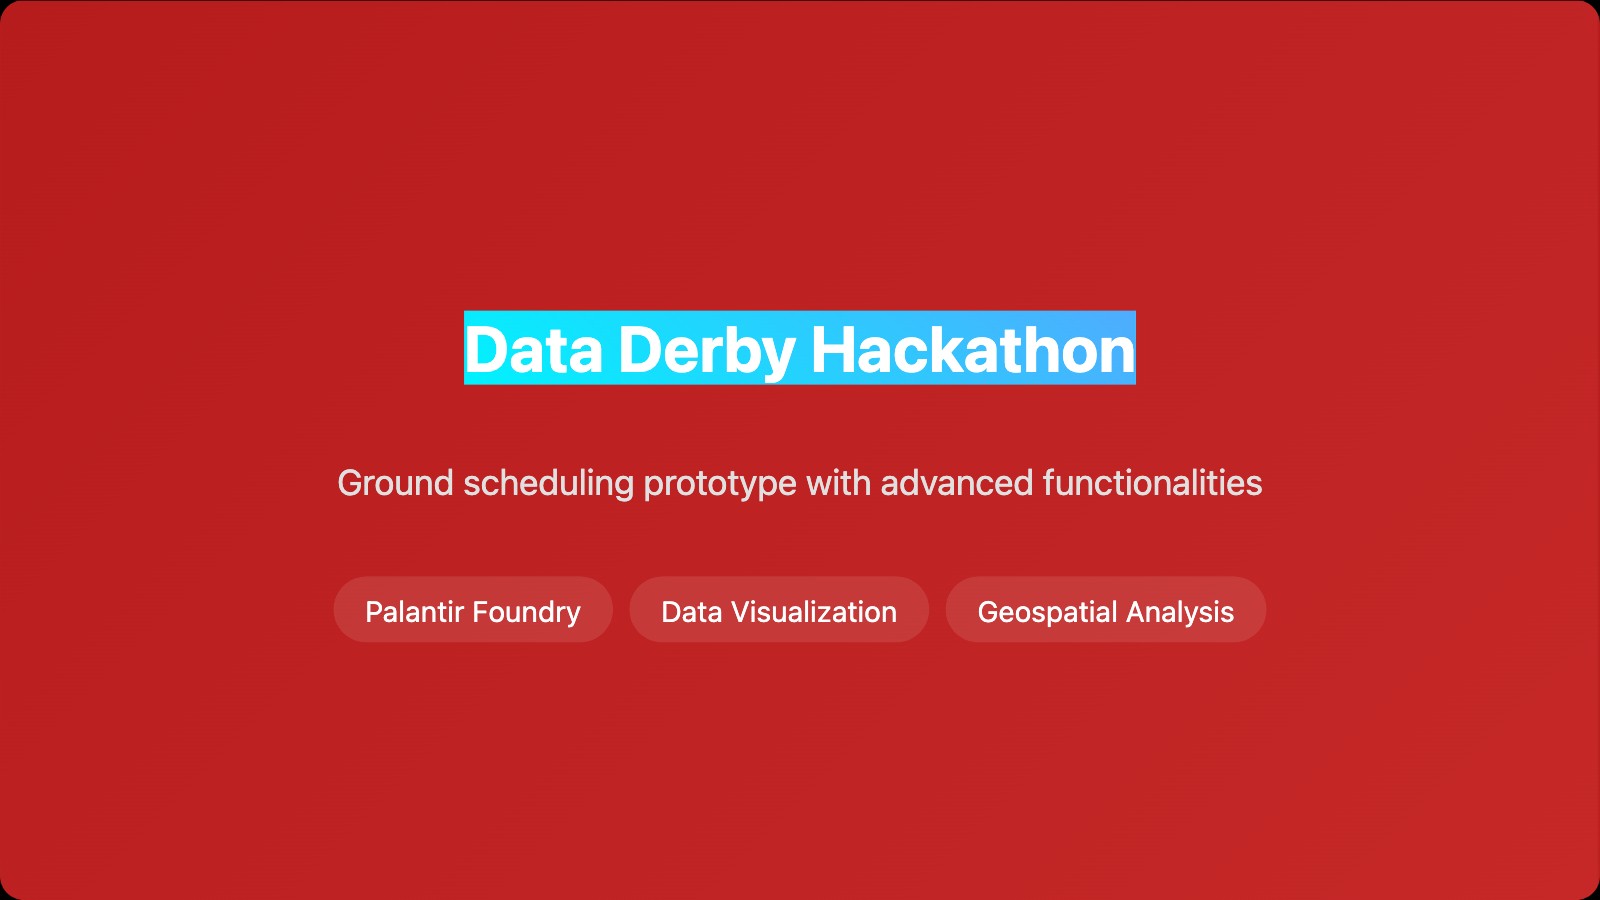 Data Derby Hackathon
Ground scheduling prototype with advanced functionalities
Palantir Foundry
Data Visualization
Geospatial Analysis